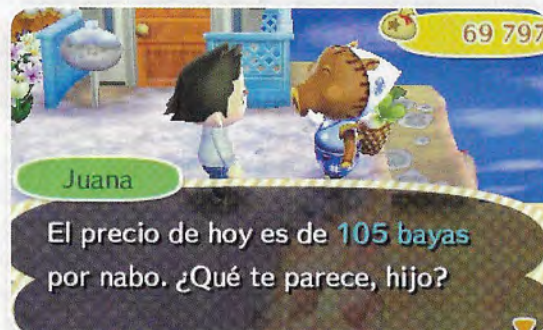 69 797
Juana
El precio de hoy es de 105 bayas
por nabo. ¿Qué te parece, hijo?